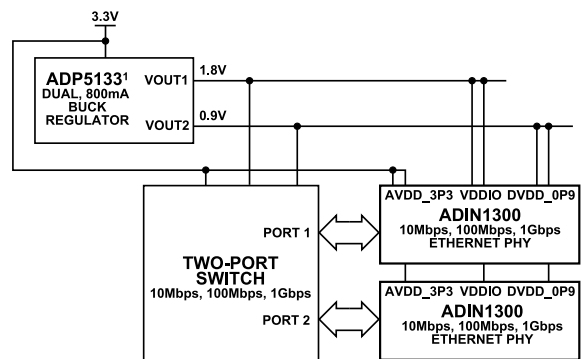 3.3V
ADP5133¹
DUAL, 800mA
BUCK
REGULATOR
VOUT1
1.8V
VOUT2
0.9V
TWO-PORT
SWITCH
10Mbps, 100Mbps, 1Gbps
PORT 1
PORT 2
AVDD_3P3 VDDIO DVDD_0P9
ADIN1300
10Mbps, 100Mbps, 1Gbps
ETHERNET PHY
AVDD_3P3 VDDIO DVDD_0P9
ADIN1300
10Mbps, 100Mbps, 1Gbps
ETHERNET PHY